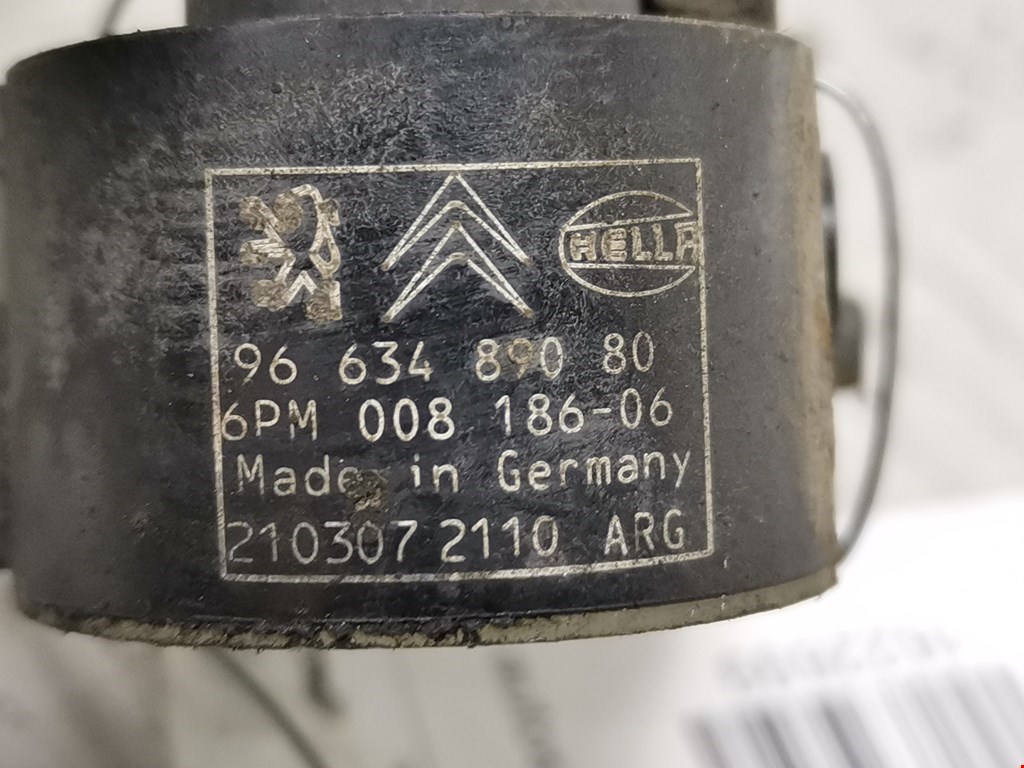 HELLA
96 634 890 80
6PM 008 186-06
Made in Germany
210307 2110 ARG